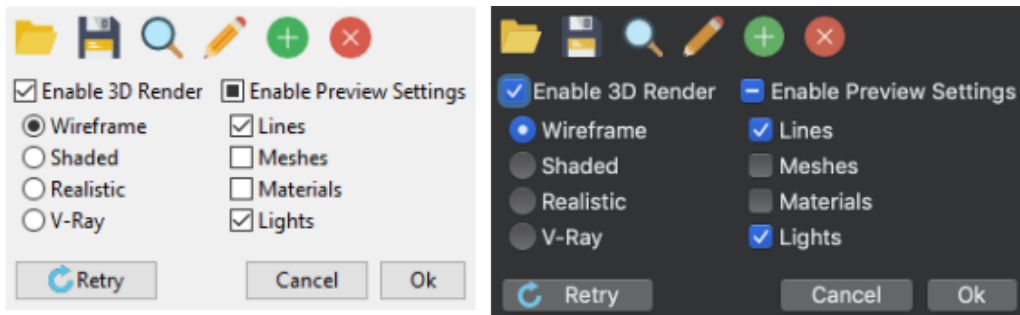 Enable 3D Render Enable Preview Settings
Wireframe Lines
Shaded Meshes
Realistic Materials
V-Ray Lights
Retry Cancel Ok
Enable 3D Render Enable Preview Settings
Wireframe Lines
Shaded Meshes
Realistic Materials
V-Ray Lights
Retry Cancel Ok